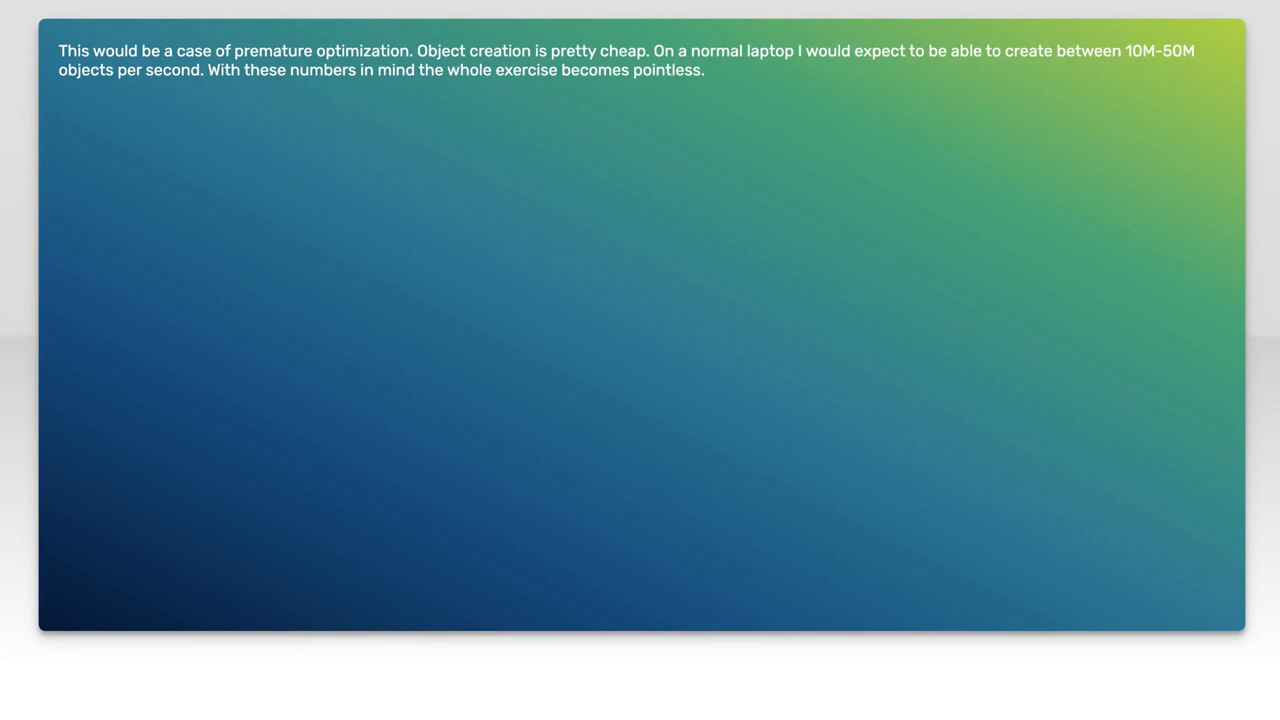 This would be a case of premature optimization. Object creation is pretty cheap. On a normal laptop I would expect to be able to create between 10M-50M
objects per second. With these numbers in mind the whole exercise becomes pointless.